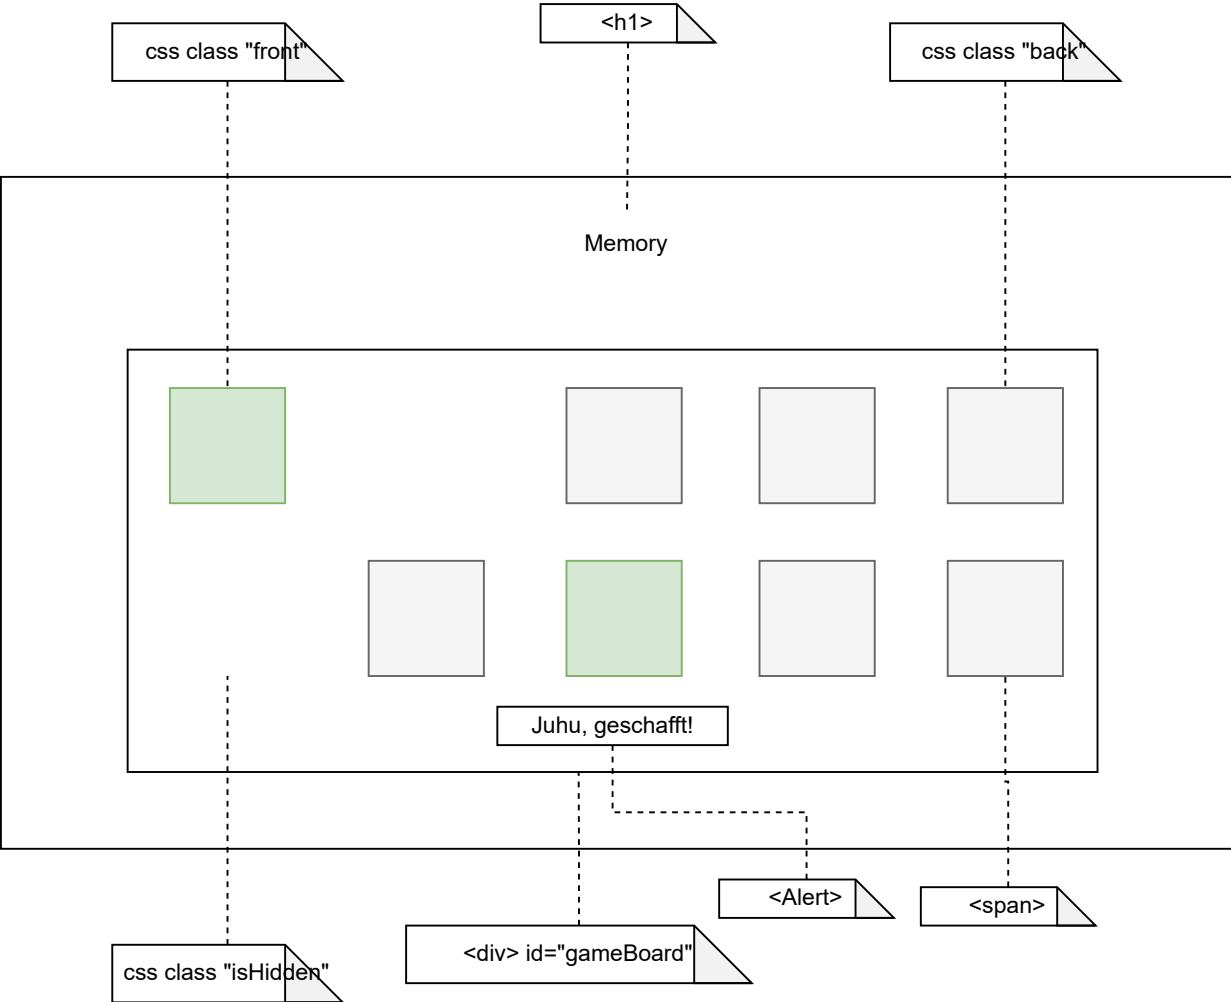 <h1>
css class "front"
css class "back"
Memory
Juhu, geschafft!
<Alert>
<span>
<div> id="gameBoard"
css class "isHidden"